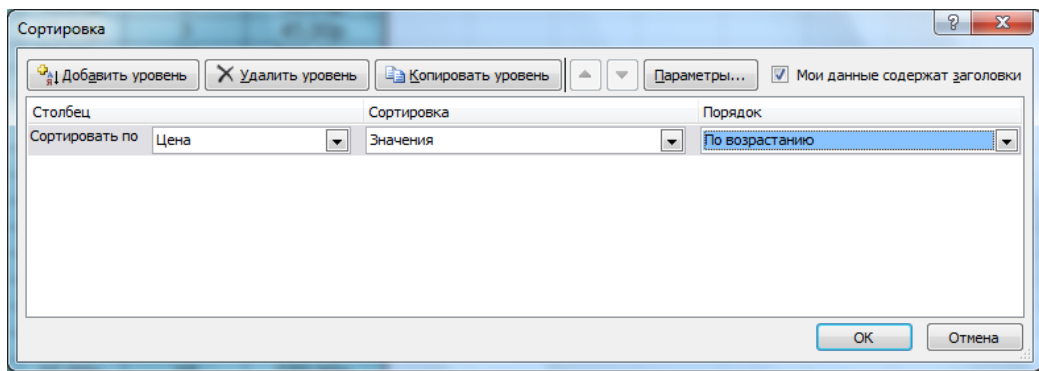 Сортировка
Добавить уровень Удалить уровень Копировать уровень Параметры... Мои данные содержат заголовки
Столбец Сортировка Порядок
Сортировать по Цена Значения По возрастанию
ОК Отмена